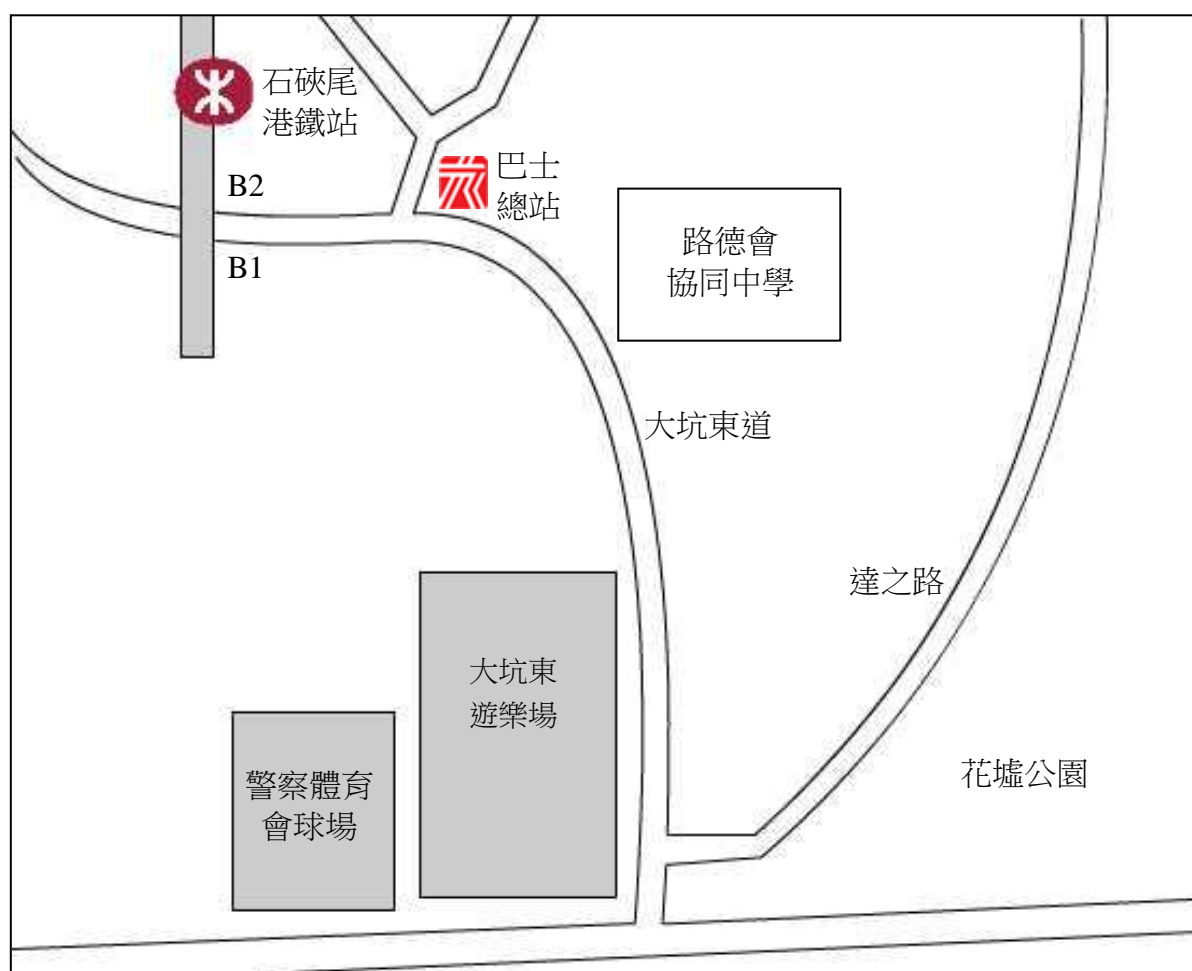 石硤尾
港鐵站
B2
巴士
總站
B1
路德會
協同中學
大坑東道
達之路
大坑東
遊樂場
花墟公園
警察體育
會球場